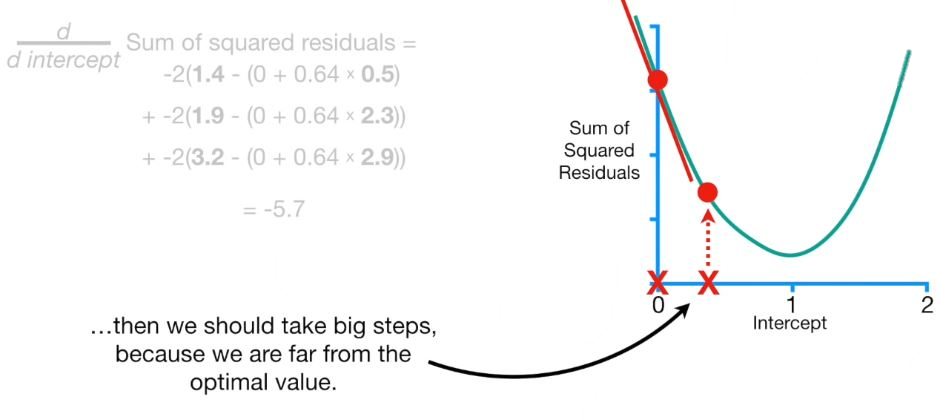 d
d intercept
Sum of squared residuals =
-2(1.4 - (0 + 0.64 × 0.5)
+ -2(1.9 - (0 + 0.64 × 2.3))
+ -2(3.2 - (0 + 0.64 × 2.9))
= -5.7
Sum of
Squared
Residuals
0 1 2
Intercept
…then we should take big steps,
because we are far from the
optimal value.